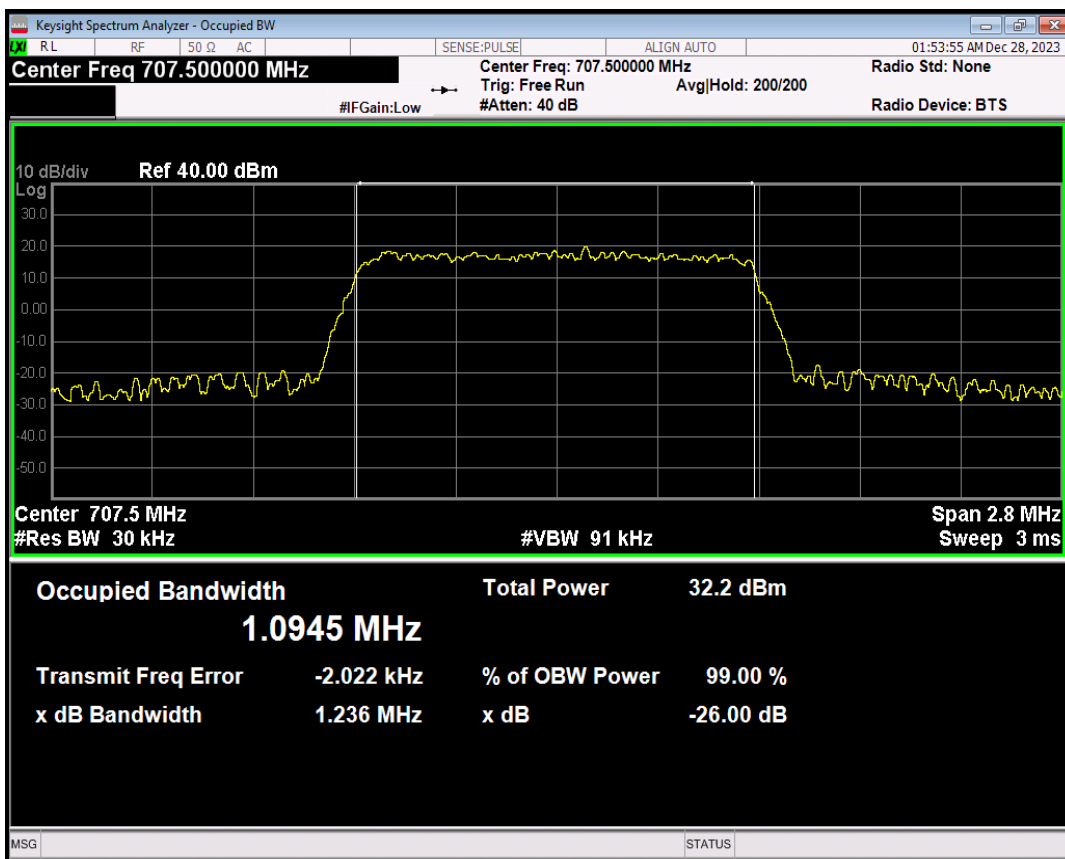 Keysight Spectrum Analyzer - Occupied BW
LXI RL RF 50 Ω AC SENSE:PULSE ALIGN AUTO 01:53:55 AM Dec 28, 2023
Center Freq 707.500000 MHz Center Freq: 707.500000 MHz Radio Std: None
Trig: Free Run Avg|Hold: 200/200
#IFGain:Low #Atten: 40 dB Radio Device: BTS
10 dB/div Ref 40.00 dBm
Log
30.0
20.0
10.0
0.00
-10.0
-20.0
-30.0
-40.0
-50.0
Center 707.5 MHz Span 2.8 MHz
#Res BW 30 kHz #VBW 91 kHz Sweep 3 ms
Occupied Bandwidth Total Power 32.2 dBm
1.0945 MHz
Transmit Freq Error -2.022 kHz % of OBW Power 99.00 %
x dB Bandwidth 1.236 MHz x dB -26.00 dB
MSG STATUS